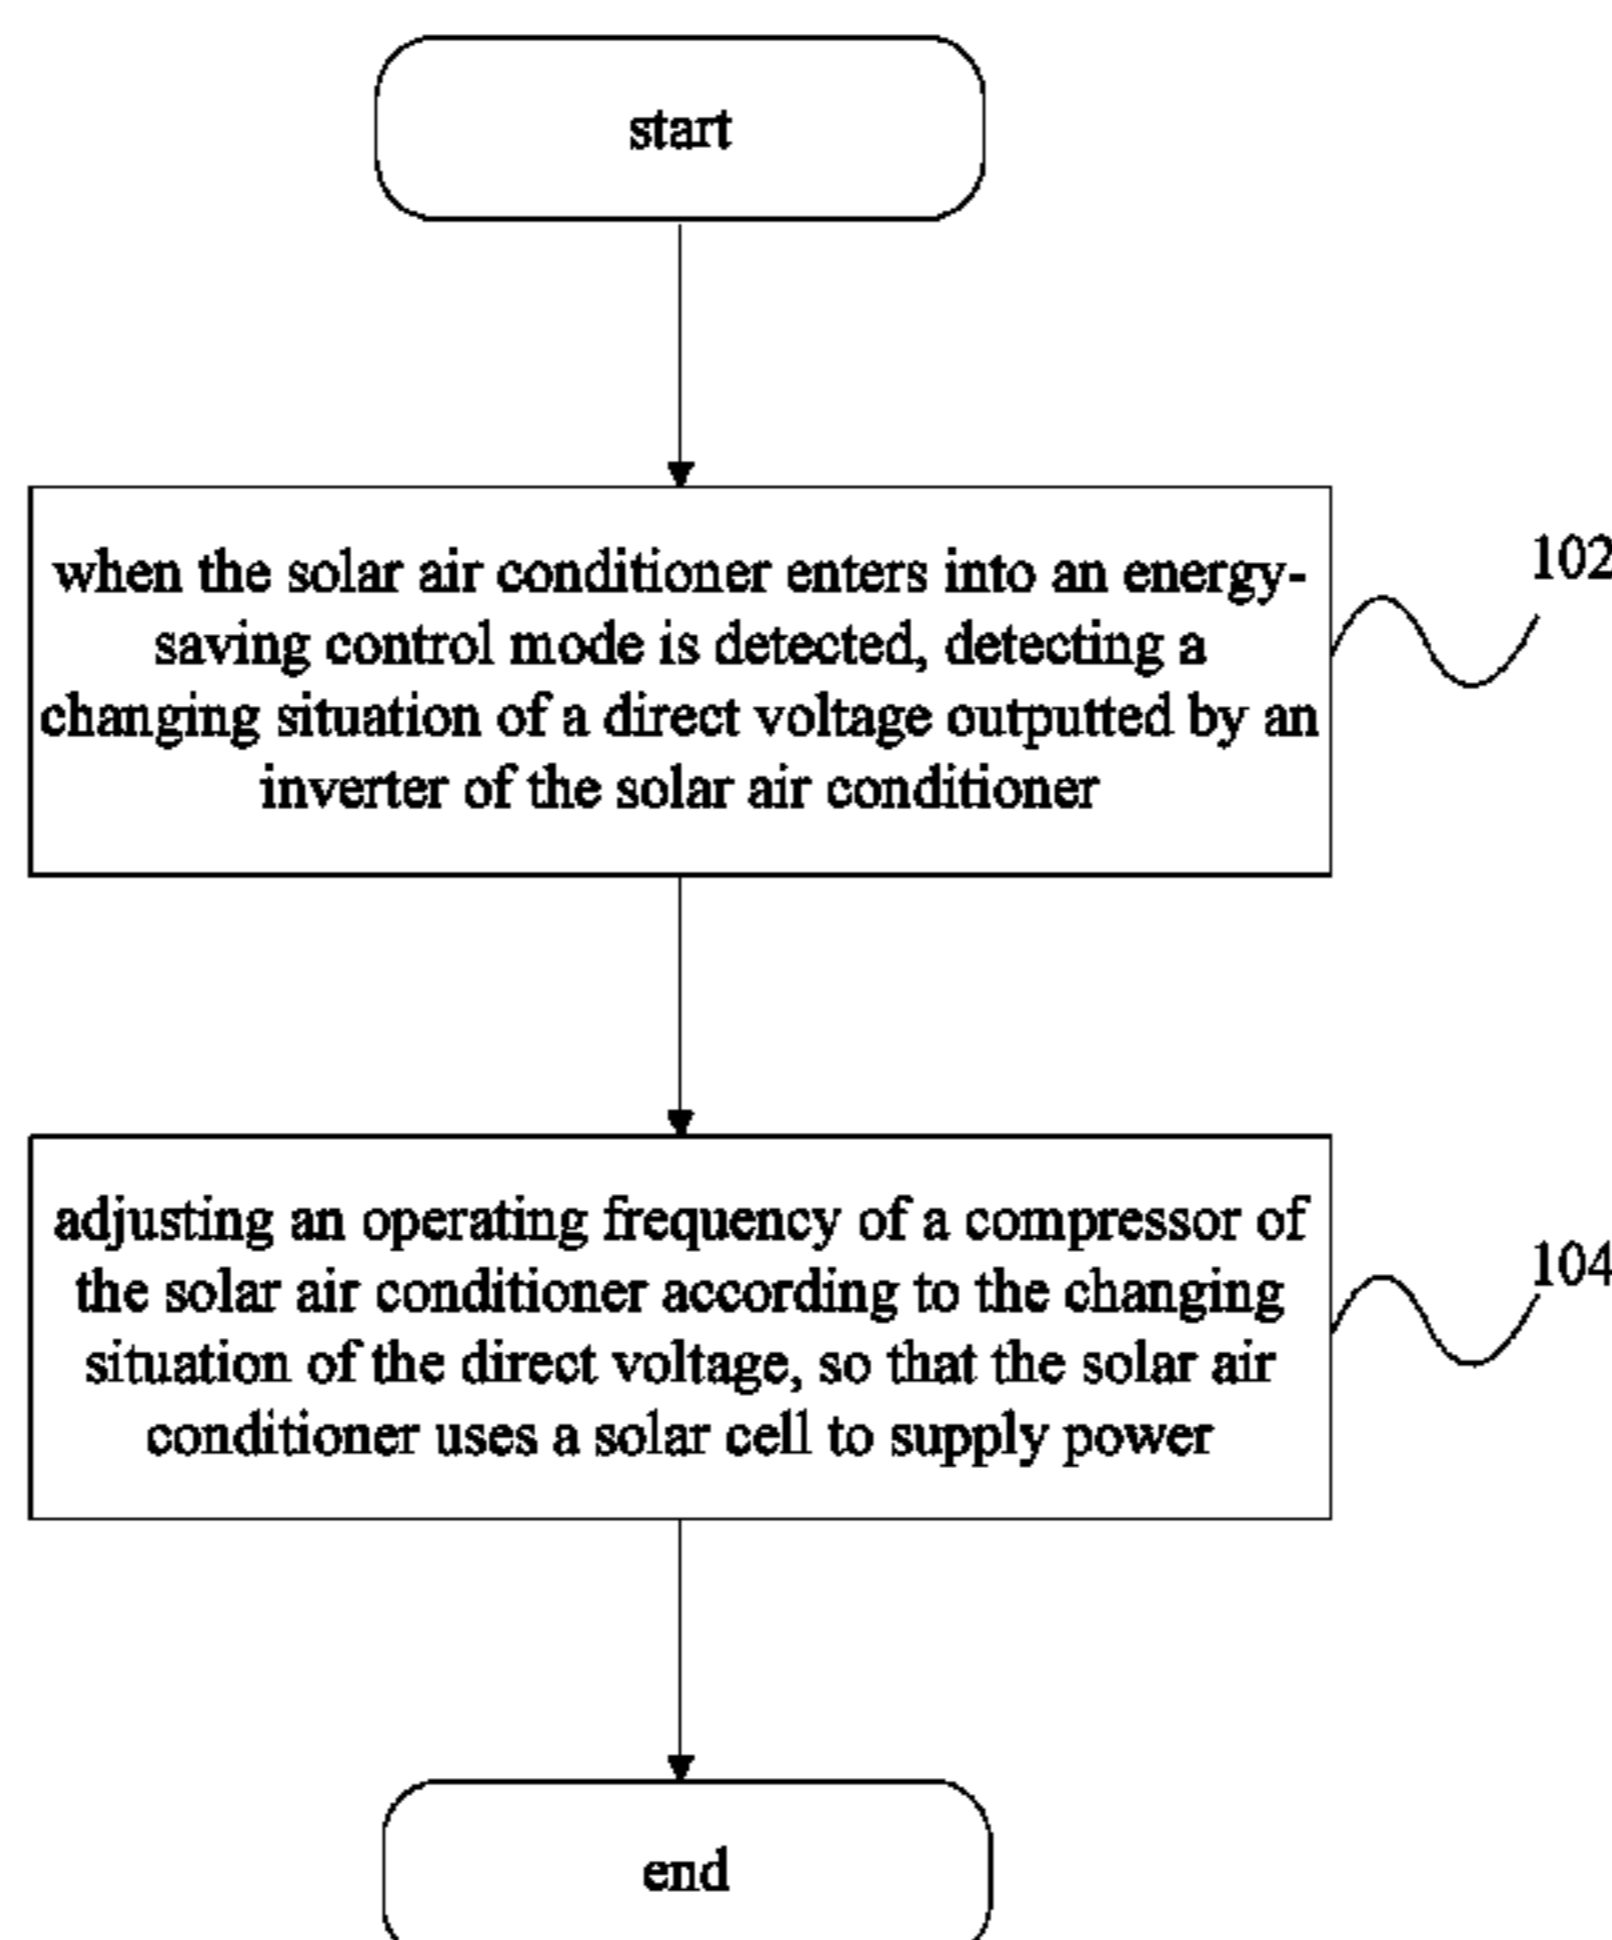 start
when the solar air conditioner enters into an energy-
saving control mode is detected, detecting a
changing situation of a direct voltage outputted by an
inverter of the solar air conditioner
102
adjusting an operating frequency of a compressor of
the solar air conditioner according to the changing
situation of the direct voltage, so that the solar air
conditioner uses a solar cell to supply power
104
end